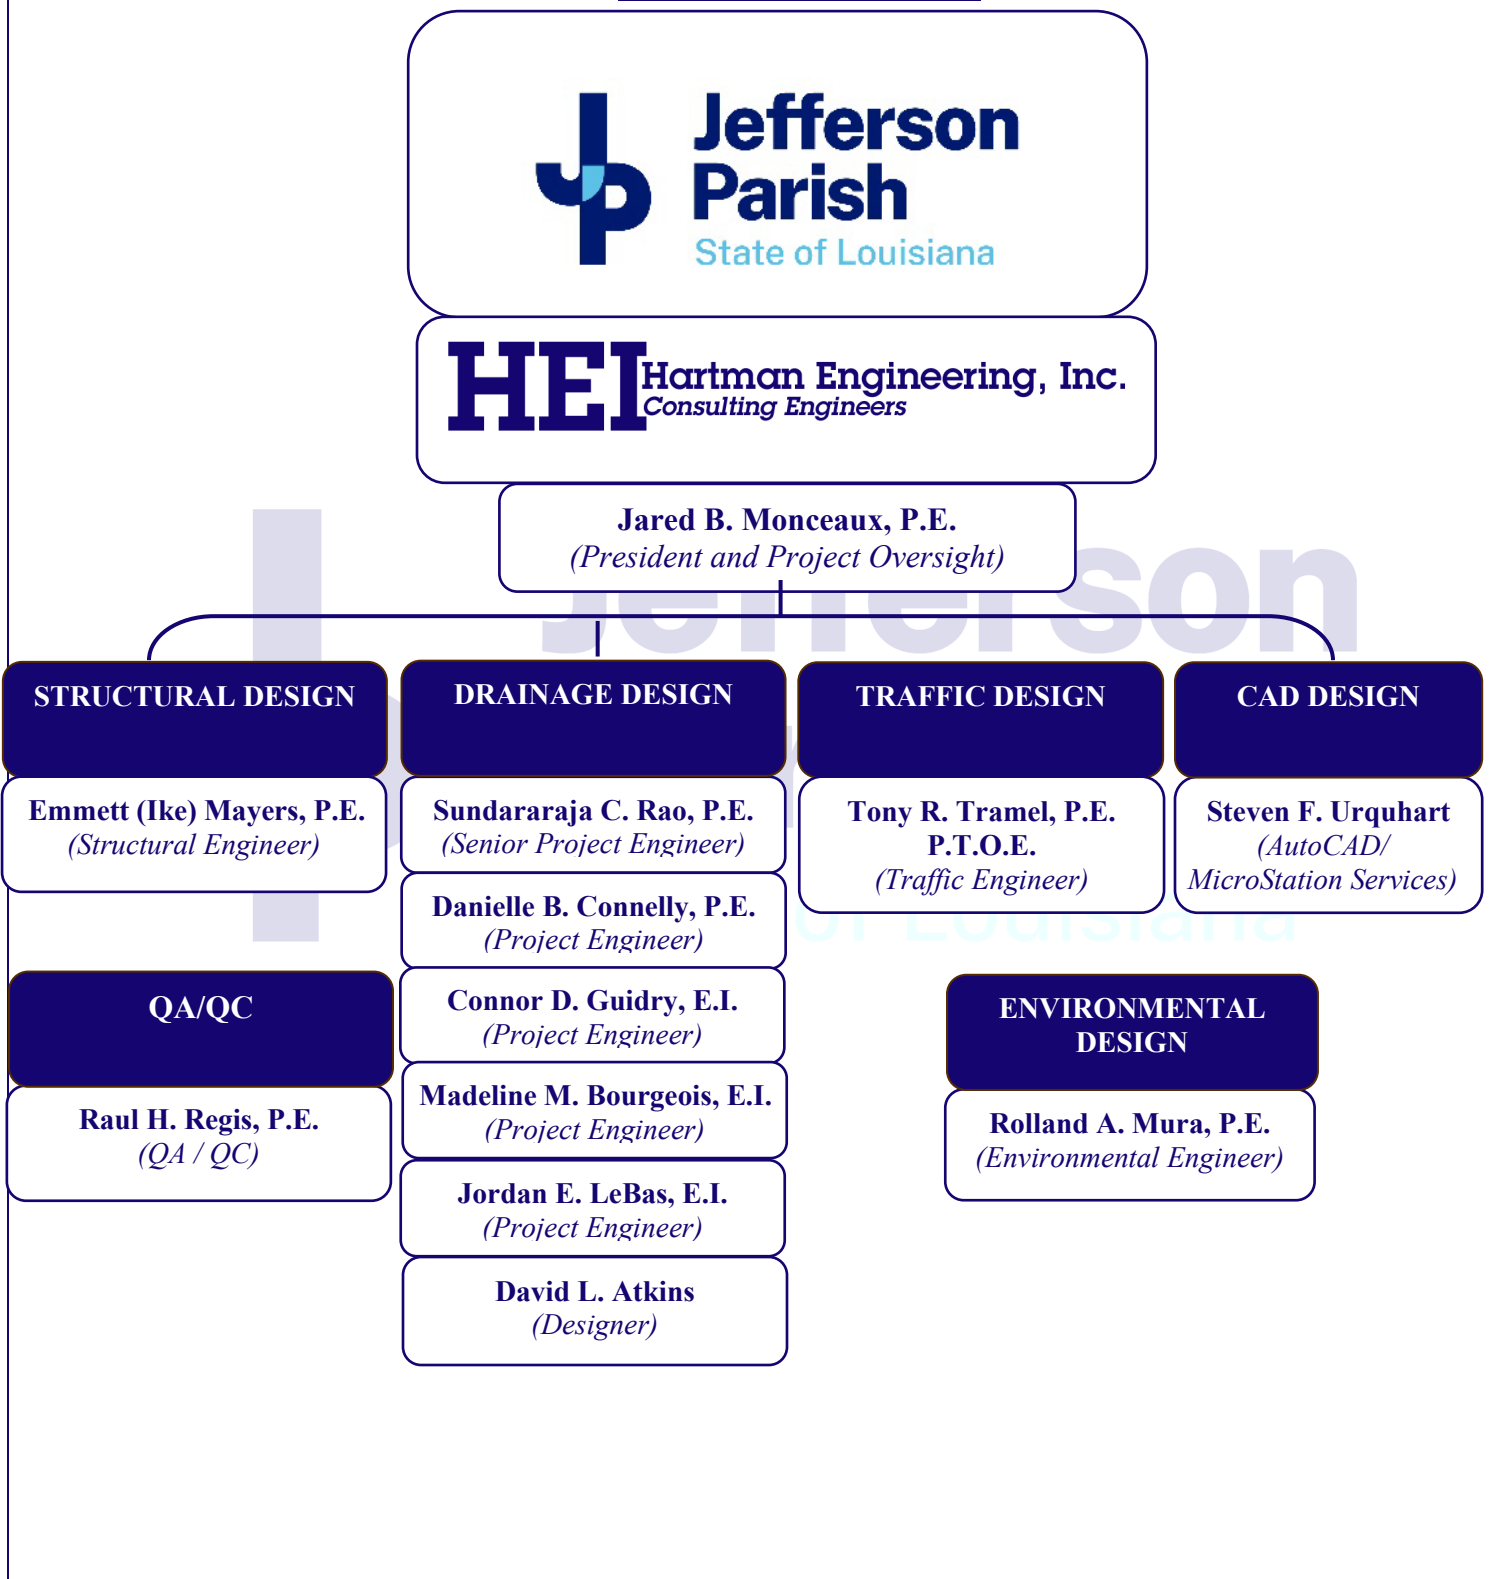 Jefferson
Parish
State of Louisiana
HEI
Hartman Engineering, Inc.
Consulting Engineers
Jared B. Monceaux, P.E.
(President and Project Oversight)
STRUCTURAL DESIGN
Emmett (Ike) Mayers, P.E.
(Structural Engineer)
QA/QC
Raul H. Regis, P.E.
(QA / QC)
DRAINAGE DESIGN
Sundararaja C. Rao, P.E.
(Senior Project Engineer)
Danielle B. Connelly, P.E.
(Project Engineer)
Connor D. Guidry, E.I.
(Project Engineer)
Madeline M. Bourgeois, E.I.
(Project Engineer)
Jordan E. LeBas, E.I.
(Project Engineer)
David L. Atkins
(Designer)
TRAFFIC DESIGN
Tony R. Tramel, P.E.
P.T.O.E.
(Traffic Engineer)
CAD DESIGN
Steven F. Urquhart
(AutoCAD/
MicroStation Services)
ENVIRONMENTAL
DESIGN
Rolland A. Mura, P.E.
(Environmental Engineer)
Jefferson
of Louisiana